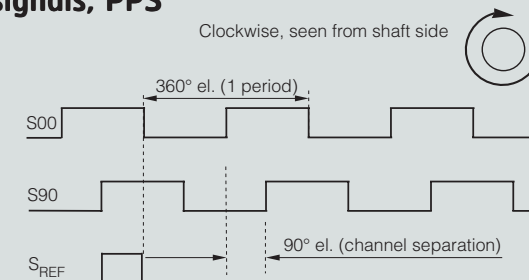 signals, PPS
Clockwise, seen from shaft side
360° el. (1 period)
S00
S90
90° el. (channel separation)
SREF